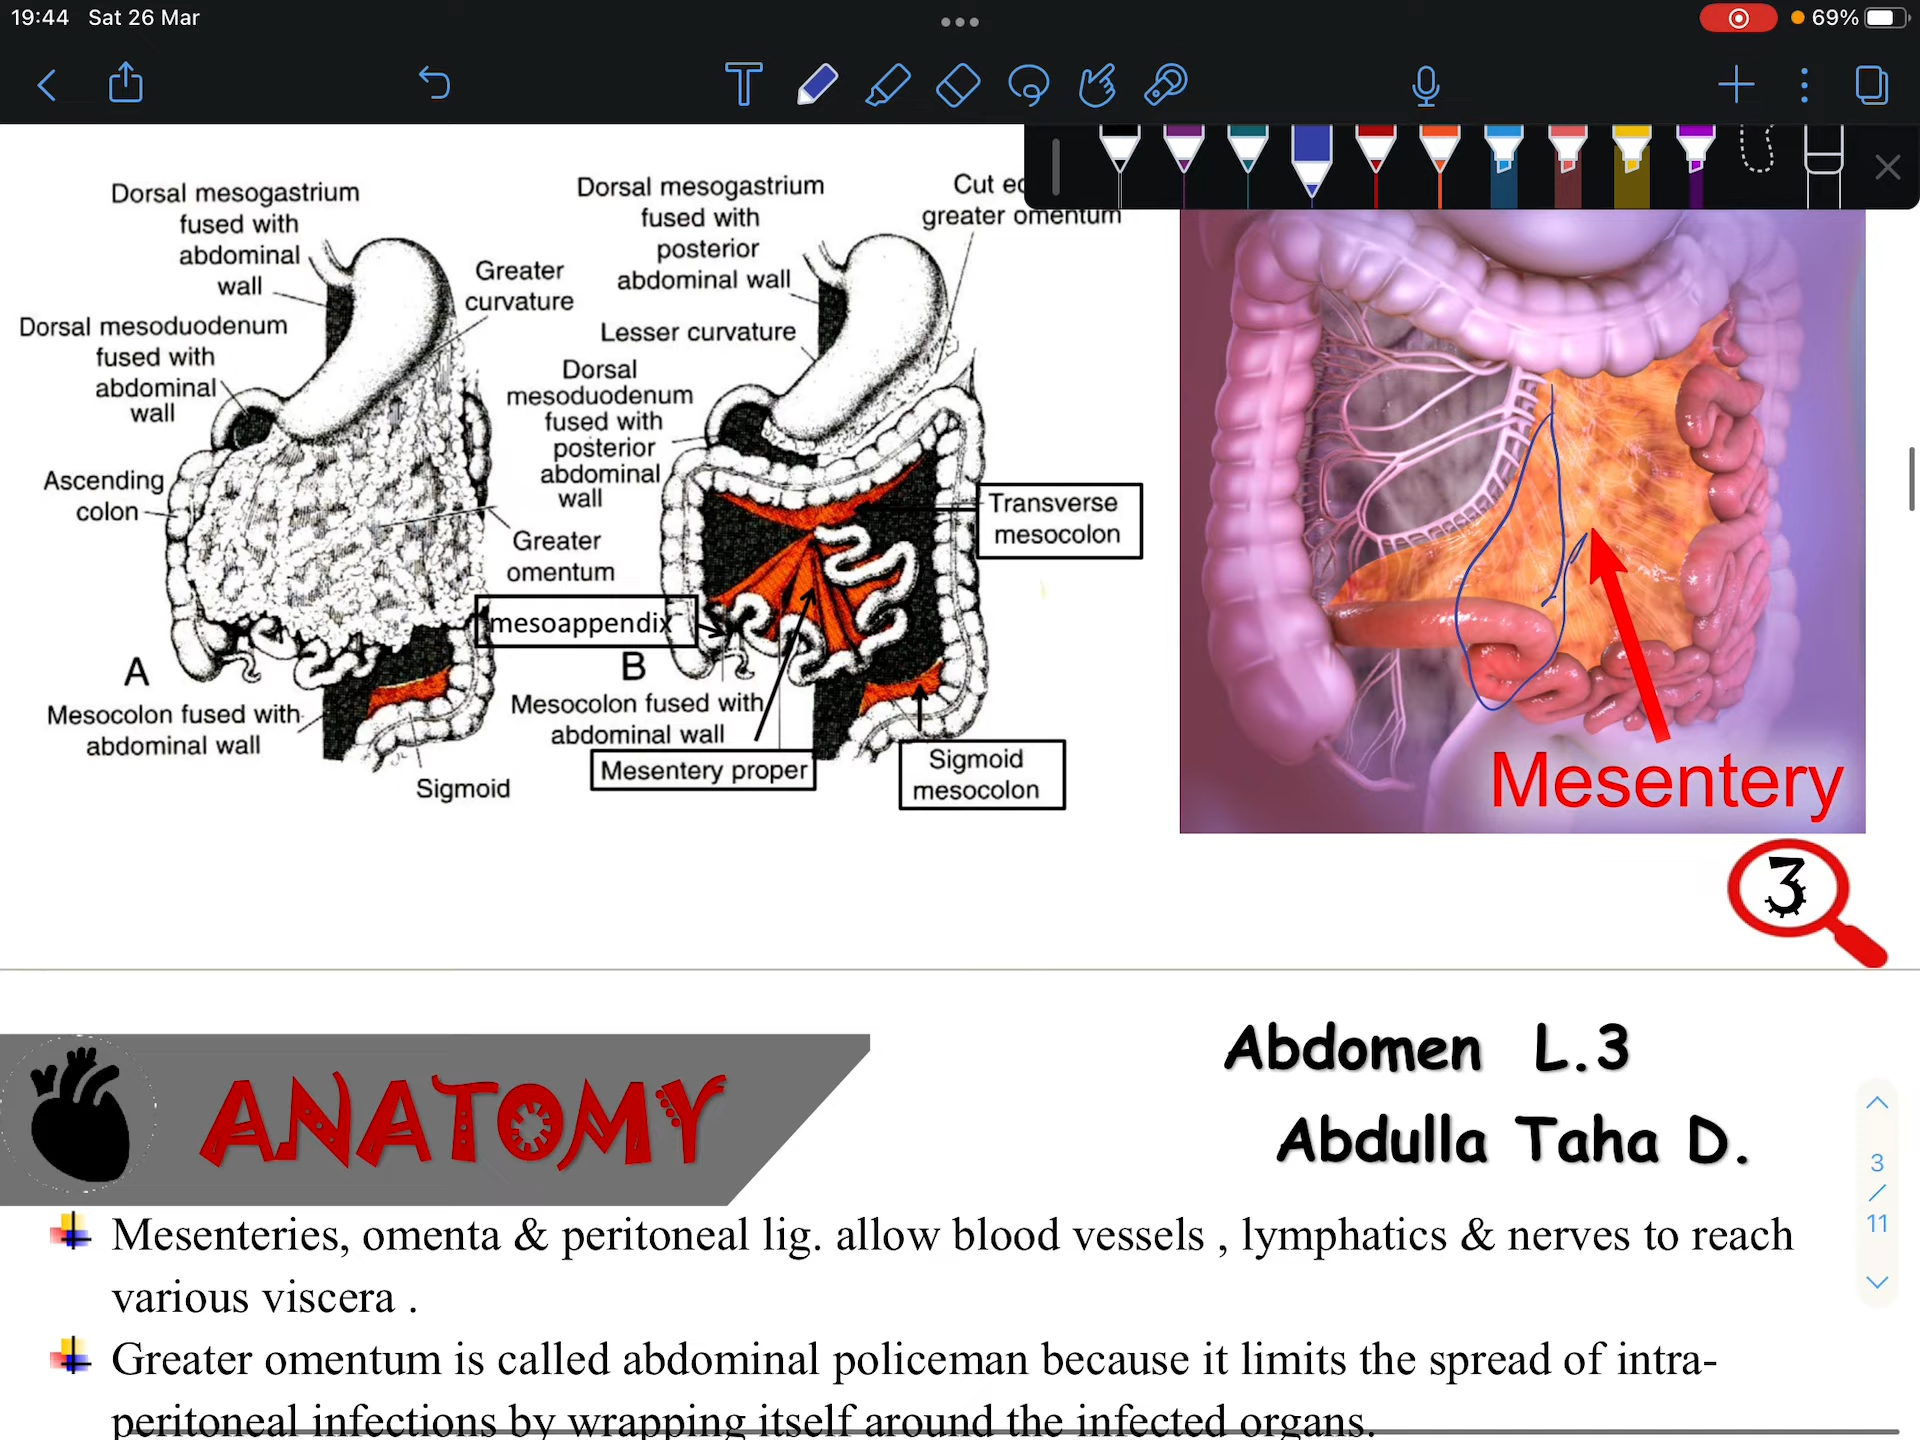 19:44 Sat 26 Mar
69%
Dorsal mesogastrium
fused with
abdominal
wall
Dorsal mesoduodenum
fused with
abdominal
wall
Ascending
colon
Greater
curvature
Greater
omentum
A
Mesocolon fused with
abdominal wall
Sigmoid
Dorsal mesogastrium
fused with
posterior
abdominal wall
Lesser curvature
Dorsal
mesoduodenum
fused with
posterior
abdominal
wall
Cut
greater omentum
Transverse
mesocolon
mesoappendix
B
Mesocolon fused with
abdominal wall
Mesentery proper
Sigmoid
mesocolon
Mesentery
3
ANATOMY
Abdomen L.3
Abdulla Taha D.
3
/
11
Mesenteries, omenta & peritoneal lig. allow blood vessels , lymphatics & nerves to reach
various viscera .
Greater omentum is called abdominal policeman because it limits the spread of intra-
peritoneal infections by wrapping itself around the infected organs.